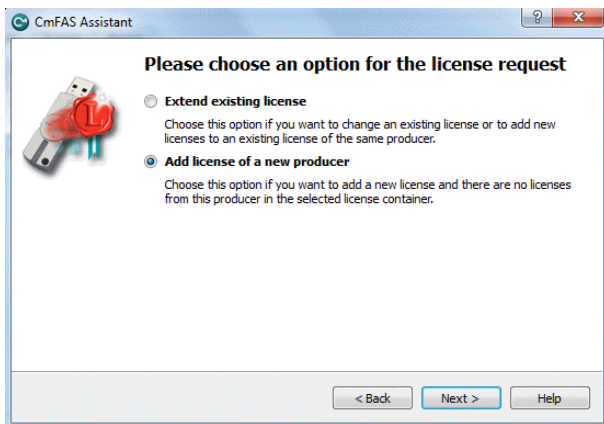 CmFAS Assistant
Please choose an option for the license request
Extend existing license
Choose this option if you want to change an existing license or to add new
licenses to an existing license of the same producer.
Add license of a new producer
Choose this option if you want to add a new license and there are no licenses
from this producer in the selected license container.
L
< Back Next > Help